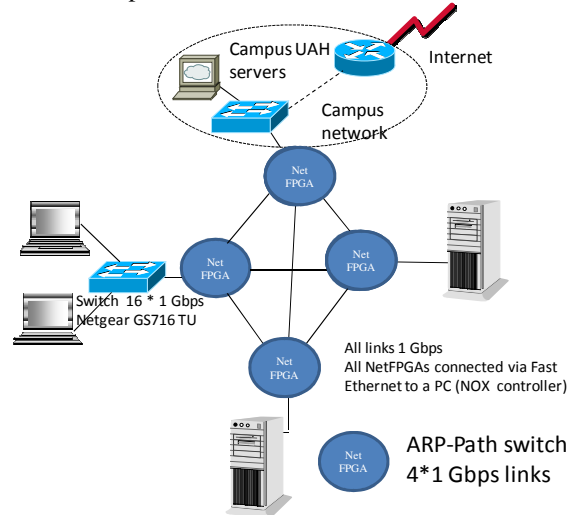 Campus UAH
servers
Internet
Campus
network
Net
FPGA
Net
FPGA
Net
FPGA
Switch 16 * 1 Gbps
Netgear GS716 TU
Net
FPGA
All links 1 Gbps
All NetFPGAs connected via Fast
Ethernet to a PC (NOX controller)
Net
FPGA
ARP-Path switch
4*1 Gbps links